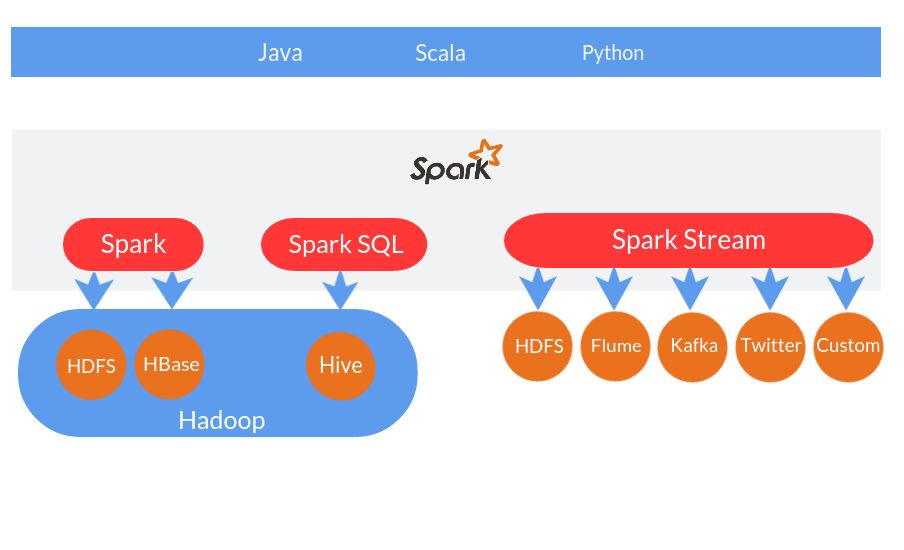 Java Scala Python
Spark
Spark Spark SQL Spark Stream
HDFS HBase Hive HDFS Flume Kafka Twitter Custom
Hadoop